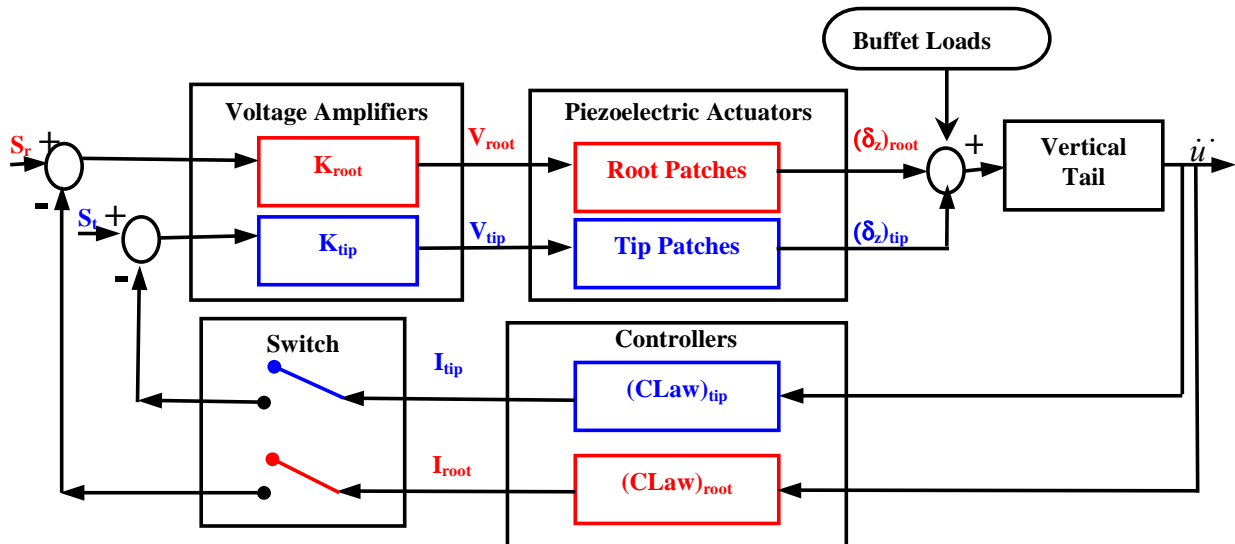 Buffet Loads
Voltage Amplifiers
Piezoelectric Actuators
S_r
+
-
K_root
V_root
Root Patches
(δ_z)_root
+
Vertical
Tail
ü
S_t
+
-
K_tip
V_tip
Tip Patches
(δ_z)_tip
Switch
Controllers
I_tip
(CLaw)_tip
I_root
(CLaw)_root